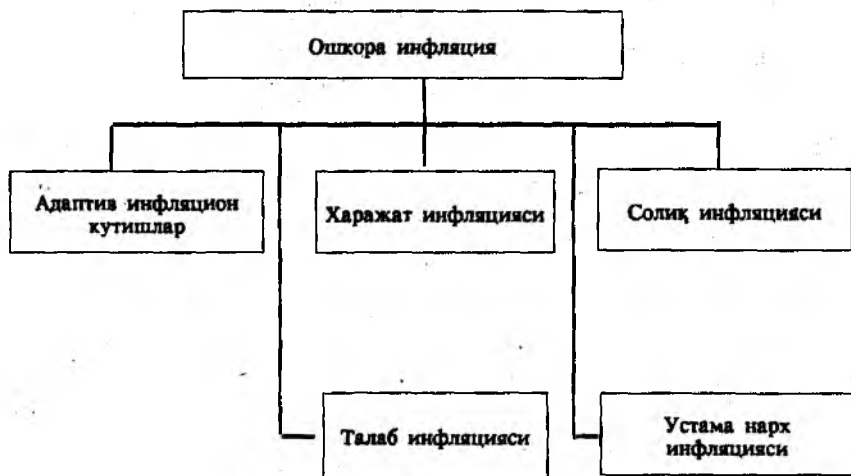 Ошкора инфляция
Адаптив инфляцион
кутишлар
Харажат инфляцияси
Солиқ инфляцияси
Талаб инфляцияси
Устама нарх
инфляцияси